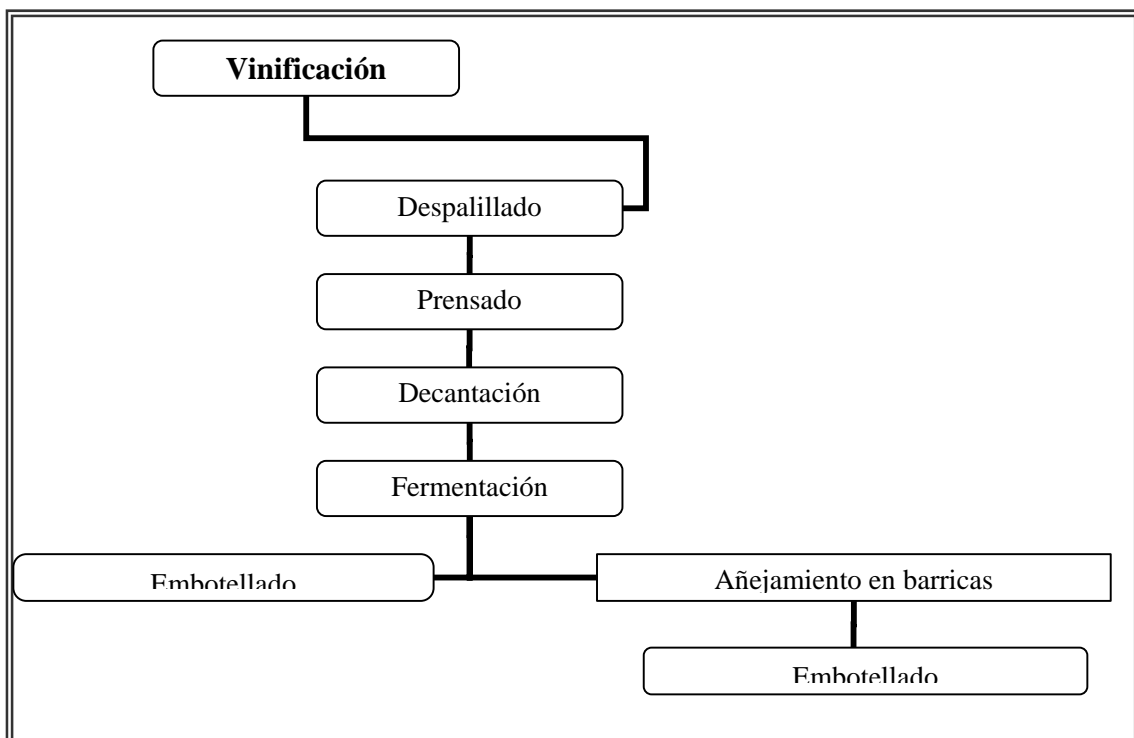 Vinificación
Despalillado
Prensado
Decantación
Fermentación
Embotellado
Añejamiento en barricas
Embotellado